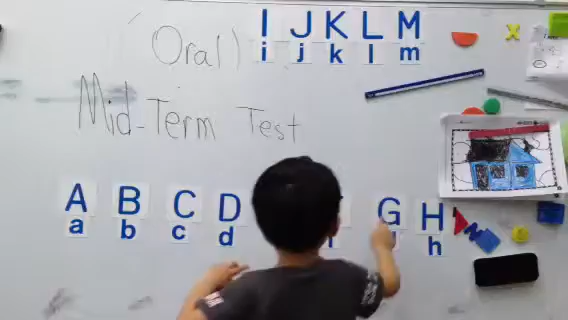 I J K L M
i j k l m
(Oral)
Mid-Term Test
A B C D G H
a b c d h